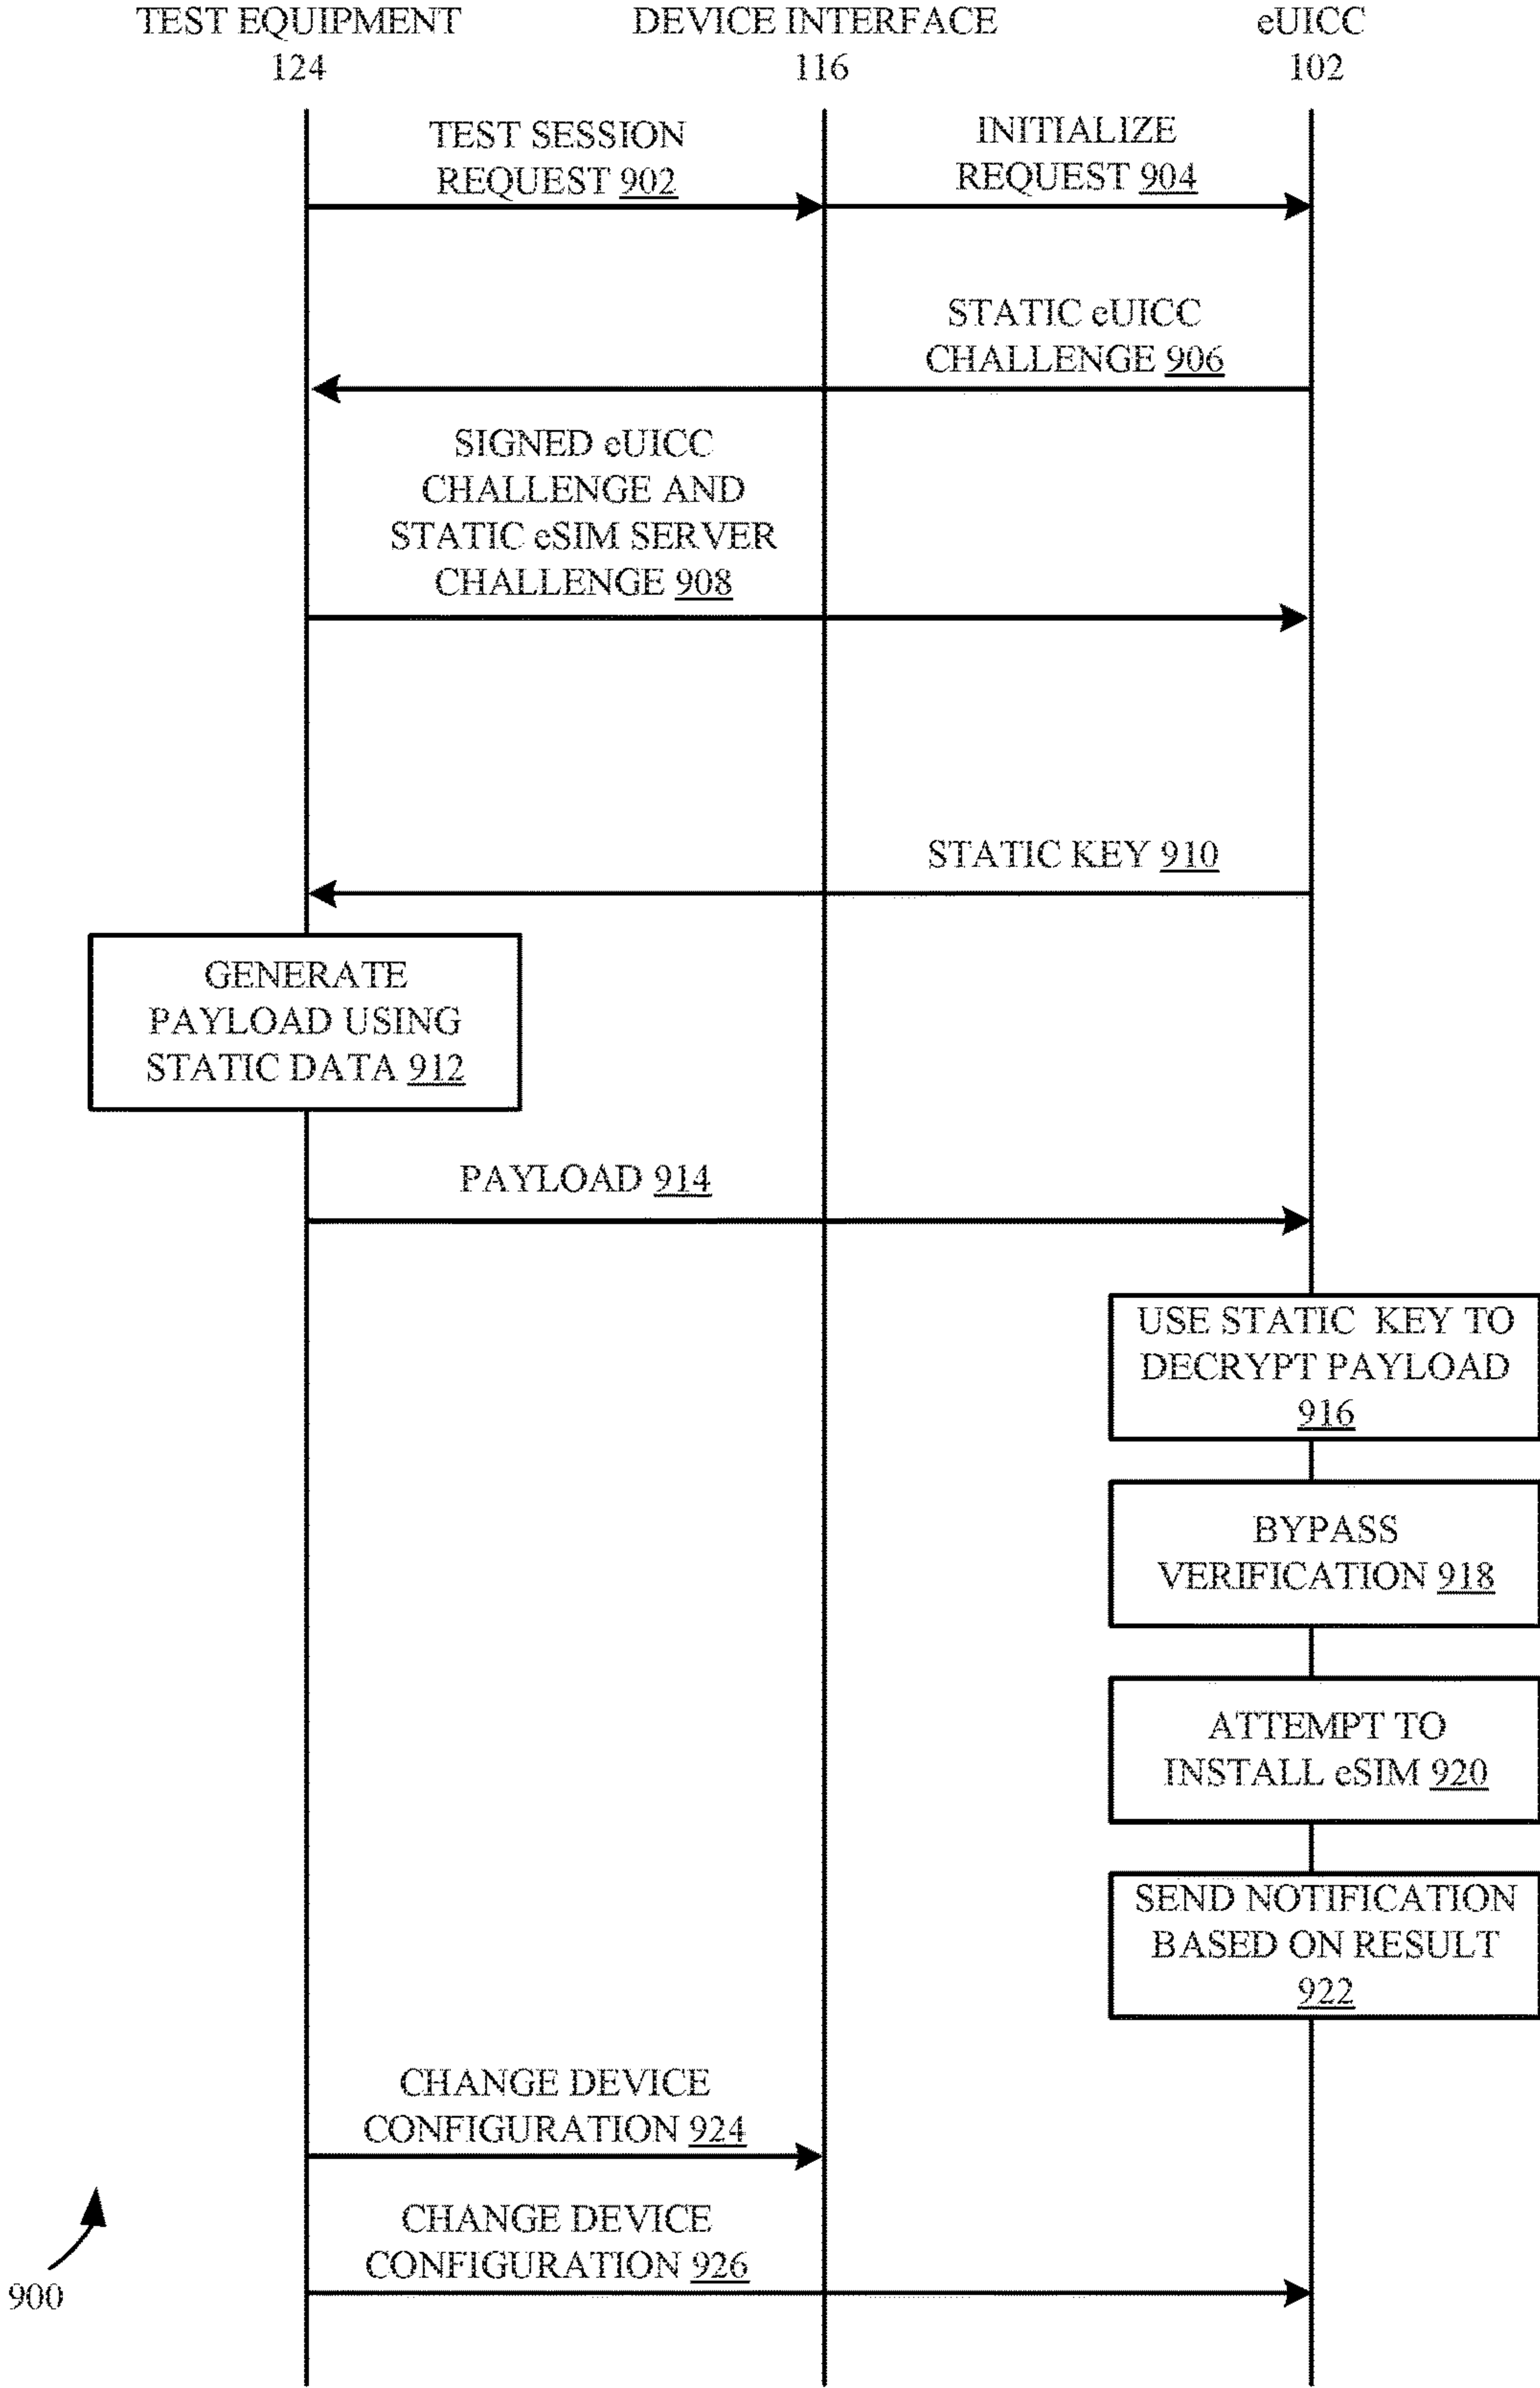 TEST EQUIPMENT
124
DEVICE INTERFACE
116
eUICC
102
TEST SESSION
REQUEST 902
INITIALIZE
REQUEST 904
STATIC eUICC
CHALLENGE 906
SIGNED eUICC
CHALLENGE AND
STATIC eSIM SERVER
CHALLENGE 908
STATIC KEY 910
GENERATE
PAYLOAD USING
STATIC DATA 912
PAYLOAD 914
USE STATIC KEY TO
DECRYPT PAYLOAD
916
BYPASS
VERIFICATION 918
ATTEMPT TO
INSTALL eSIM 920
SEND NOTIFICATION
BASED ON RESULT
922
CHANGE DEVICE
CONFIGURATION 924
CHANGE DEVICE
CONFIGURATION 926
900